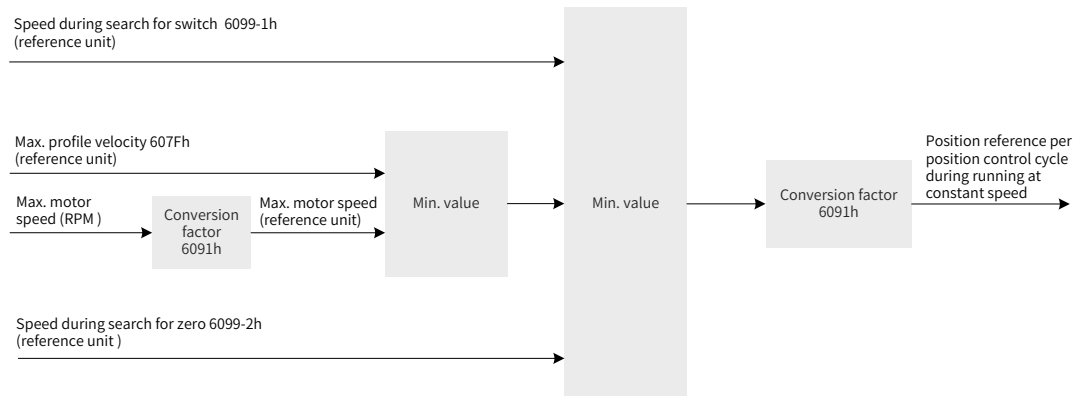 Speed during search for switch 6099-1h
(reference unit)
Max. profile velocity 607Fh
(reference unit)
Max. motor
speed (RPM )
Conversion
factor
6091h
Max. motor speed
(reference unit)
Min. value
Min. value
Conversion factor
6091h
Position reference per
position control cycle
during running at
constant speed
Speed during search for zero 6099-2h
(reference unit )